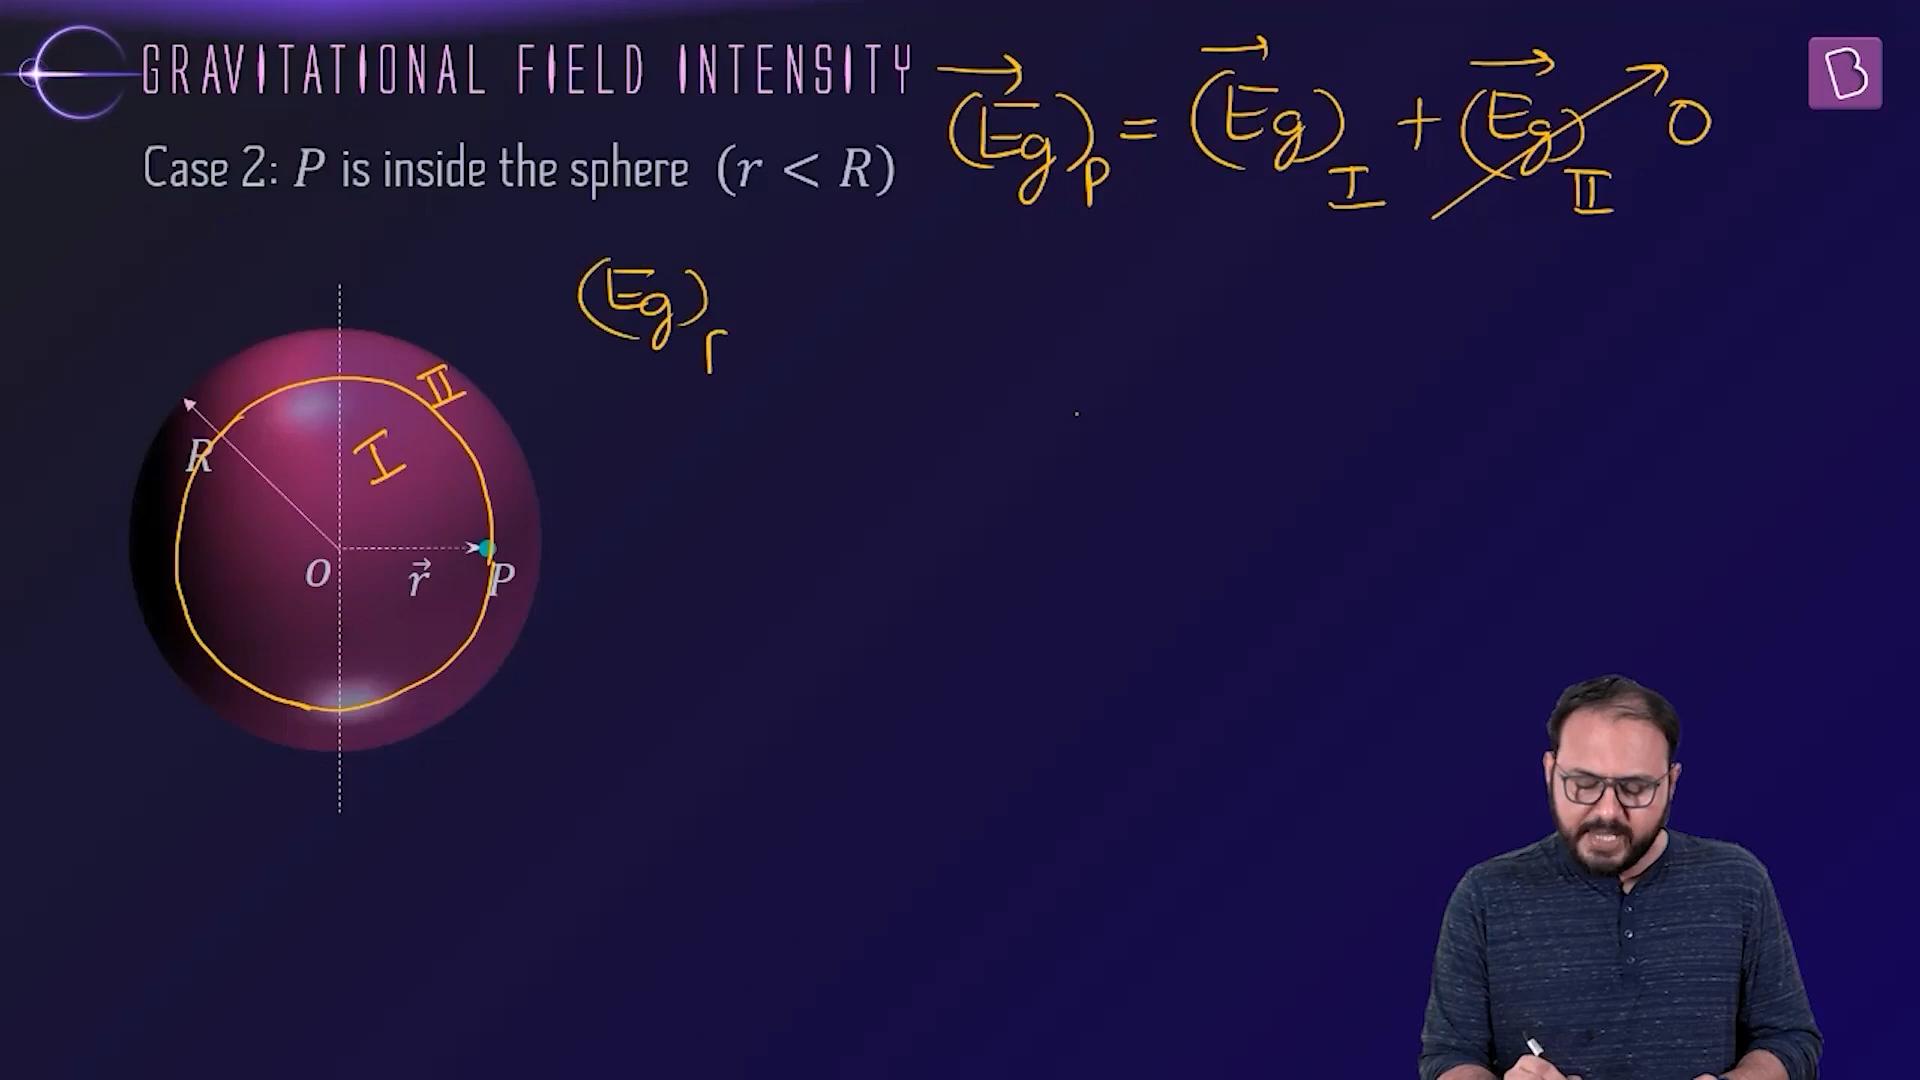 GRAVITATIONAL FIELD INTENSITY
(Eg)P = (Eg)I + (Eg)II 0
B
Case 2: P is inside the sphere (r < R)
(Eg)
II
I
R
O
r
P